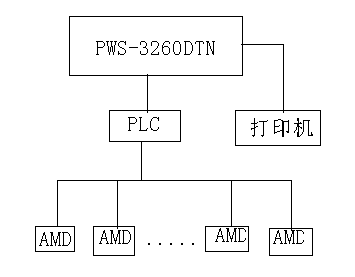 PWS-3260DTN
PLC
打印机
AMD AMD ..... AMD AMD